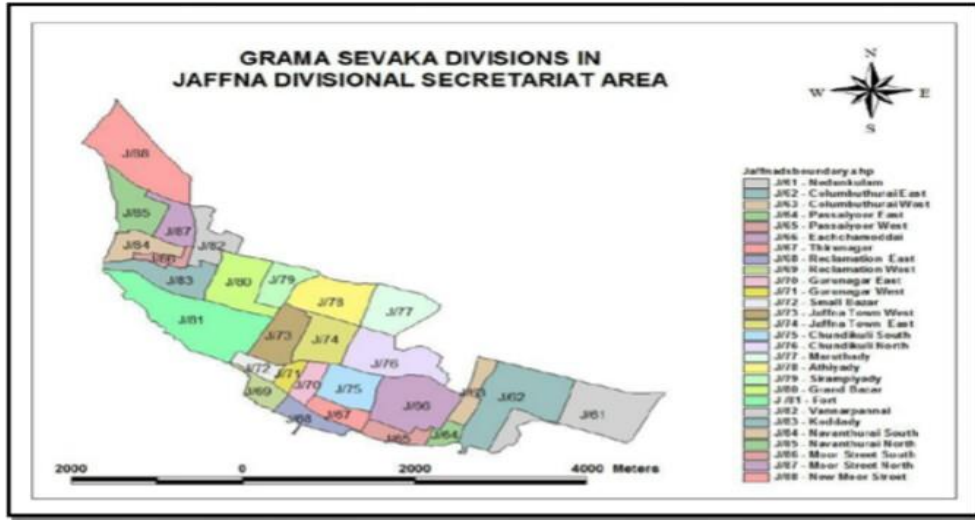 GRAMA SEVAKA DIVISIONS IN
JAFFNA DIVISIONAL SECRETARIAT AREA
N
W E
S
Jaffnadsboundary.shp
J/61 - Nedunkulam
J/62 - Columbuthurai East
J/63 - Columbuthurai West
J/64 - Passaiyoor East
J/65 - Passaiyoor West
J/66 - Eachchamoddai
J/67 - Thirunagar
J/68 - Reclamation East
J/69 - Reclamation West
J/70 - Gurunagar East
J/71 - Gurunagar West
J/72 - Small Bazar
J/73 - Jaffna Town West
J/74 - Jaffna Town East
J/75 - Chundikuli South
J/76 - Chundikuli North
J/77 - Maruthady
J/78 - Athiyady
J/79 - Sirampiyady
J/80 - Grand Bazar
J /81 - Fort
J/82 - Vannarpannai
J/83 - Koddady
J/84 - Navanthurai South
J/85 - Navanthurai North
J/86 - Moor Street South
J/87 - Moor Street North
J/88 - New Moor Street
J/88
J/85
J/87
J/84
J/82
J/86
J/83
J/80
J/79
J/78
J/77
J/81
J/73
J/74
J/76
J/72
J/71
J/70
J/75
J/69
J/66
J/63
J/62
J/61
J/68
J/67
J/65
J/64
2000 0 2000 4000 Meters